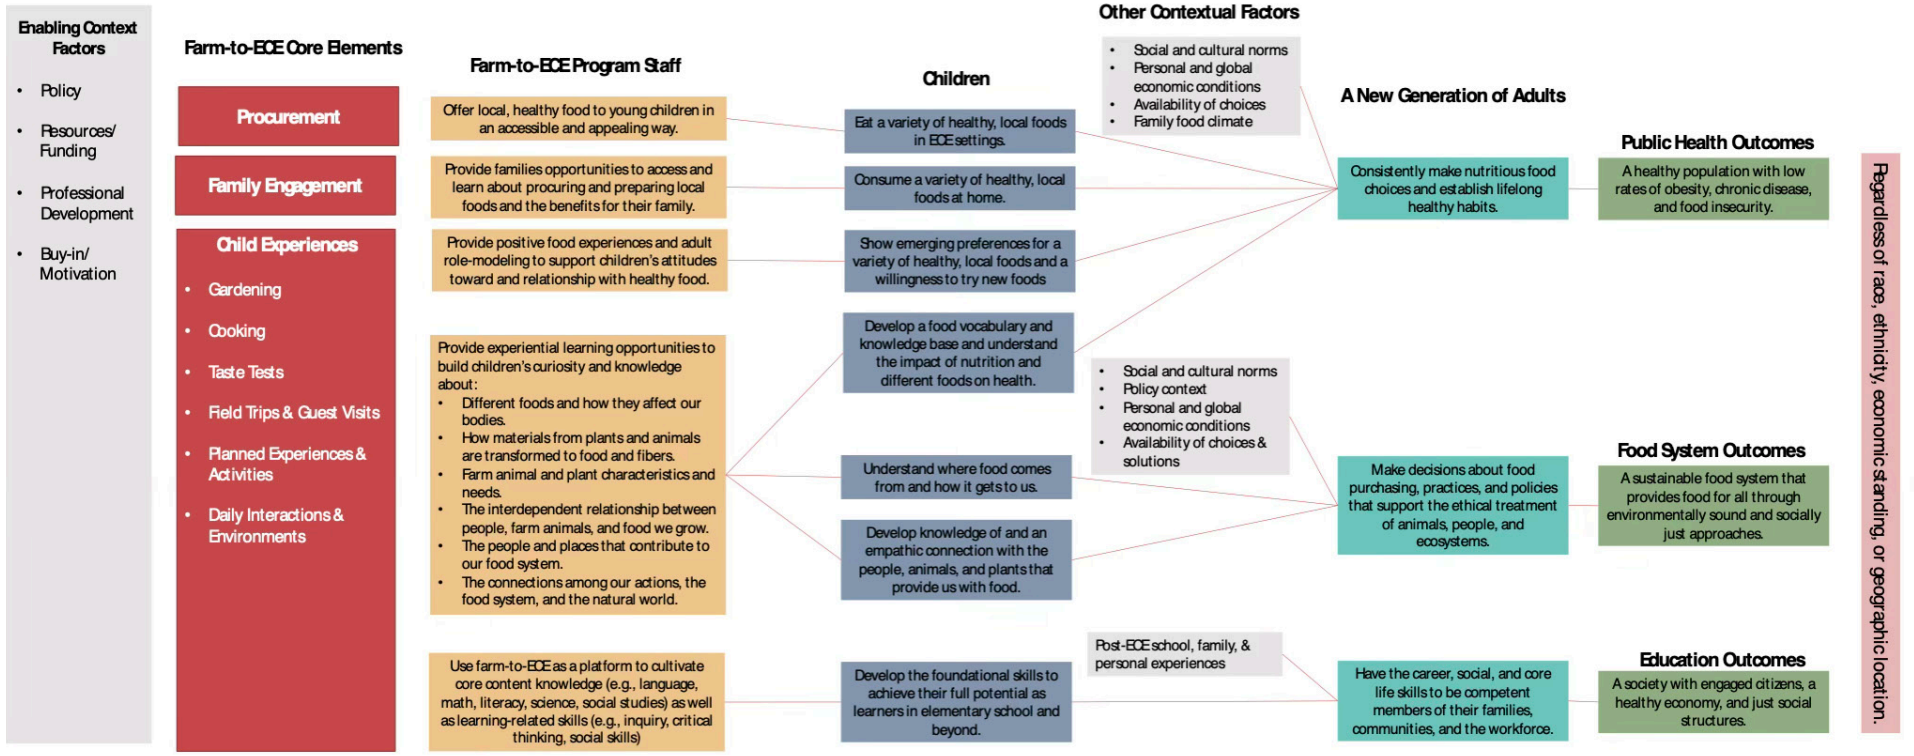 Enabling Context
Factors
• Policy
• Resources/
Funding
• Professional
Development
• Buy-in/
Motivation
Farm-to-ECE Core Elements
Procurement
Family Engagement
Child Experiences
• Gardening
• Cooking
• Taste Tests
• Field Trips & Guest Visits
• Planned Experiences &
Activities
• Daily Interactions &
Environments
Farm-to-ECE Program Staff
Offer local, healthy food to young children in
an accessible and appealing way.
Provide families opportunities to access and
learn about procuring and preparing local
foods and the benefits for their family.
Provide positive food experiences and adult
role-modeling to support children's attitudes
toward and relationship with healthy food.
Provide experiential learning opportunities to
build children's curiosity and knowledge
about:
• Different foods and how they affect our
bodies.
• How materials from plants and animals
are transformed to food and fibers.
• Farm animal and plant characteristics and
needs.
• The interdependent relationship between
people, farm animals, and food we grow.
• The people and places that contribute to
our food system.
• The connections among our actions, the
food system, and the natural world.
Use farm-to-ECE as a platform to cultivate
core content knowledge (e.g., language,
math, literacy, science, social studies) as well
as learning-related skills (e.g., inquiry, critical
thinking, social skills)
Children
Eat a variety of healthy, local foods
in ECE settings.
Consume a variety of healthy, local
foods at home.
Show emerging preferences for a
variety of healthy, local foods and a
willingness to try new foods
Develop a food vocabulary and
knowledge base and understand
the impact of nutrition and
different foods on health.
Understand where food comes
from and how it gets to us.
Develop knowledge of and an
empathic connection with the
people, animals, and plants that
provide us with food.
Develop the foundational skills to
achieve their full potential as
learners in elementary school and
beyond.
Other Contextual Factors
• Social and cultural norms
• Personal and global
economic conditions
• Availability of choices
• Family food climate
• Social and cultural norms
• Policy context
• Personal and global
economic conditions
• Availability of choices &
solutions
Post-ECE school, family, &
personal experiences
A New Generation of Adults
Consistently make nutritious food
choices and establish lifelong
healthy habits.
Make decisions about food
purchasing, practices, and policies
that support the ethical treatment
of animals, people, and
ecosystems.
Have the career, social, and core
life skills to be competent
members of their families,
communities, and the workforce.
Public Health Outcomes
A healthy population with low
rates of obesity, chronic disease,
and food insecurity.
Food System Outcomes
A sustainable food system that
provides food for all through
environmentally sound and socially
just approaches.
Education Outcomes
A society with engaged citizens, a
healthy economy, and just social
structures.
Regardless of race, ethnicity, economic standing, or geographic location.